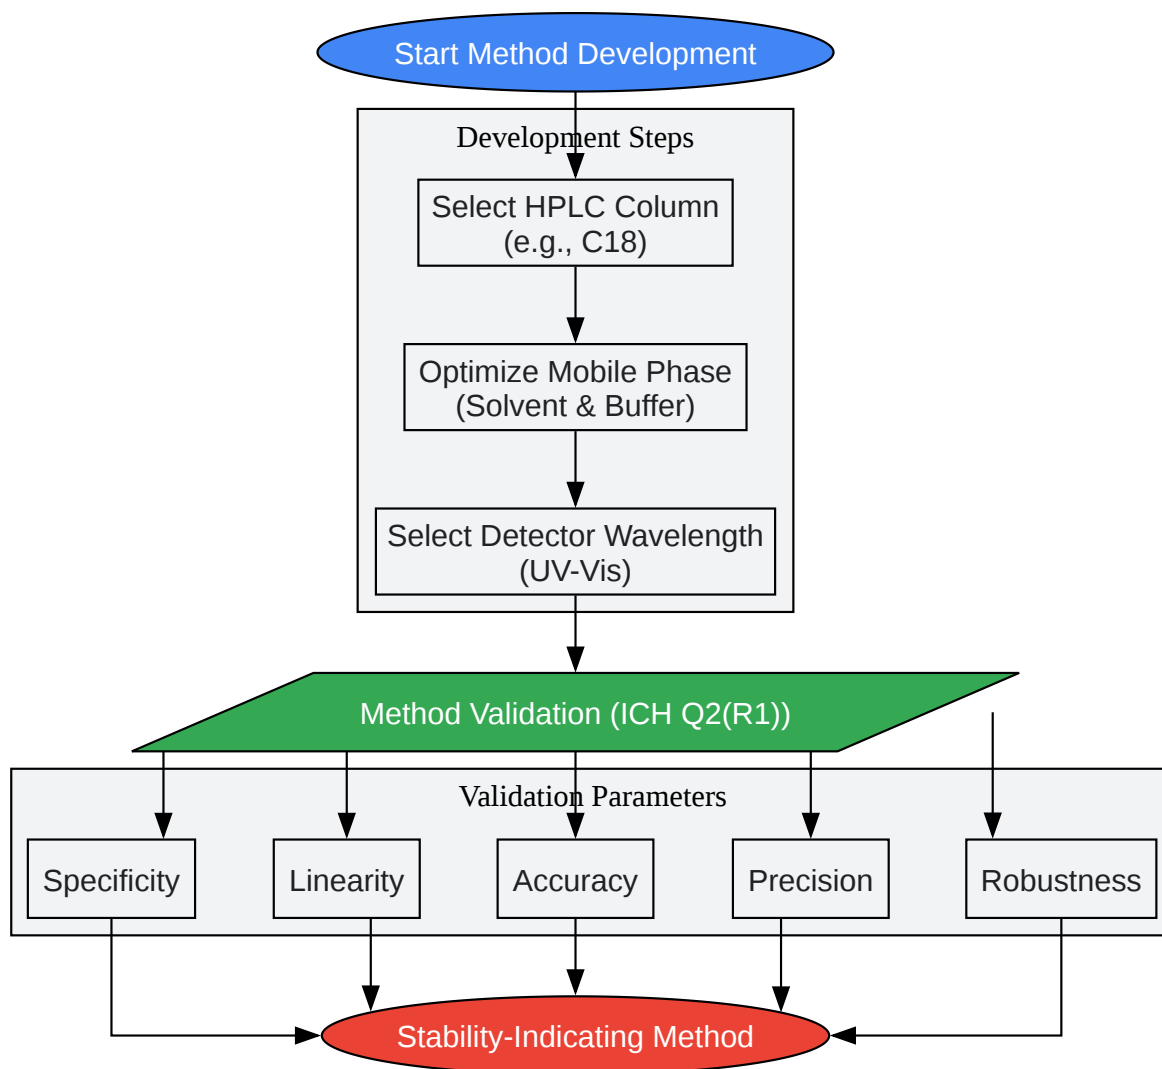 Start Method Development
Development Steps
Select HPLC Column
(e.g., C18)
Optimize Mobile Phase
(Solvent & Buffer)
Select Detector Wavelength
(UV-Vis)
Method Validation (ICH Q2(R1))
Validation Parameters
Specificity
Linearity
Accuracy
Precision
Robustness
Stability-Indicating Method